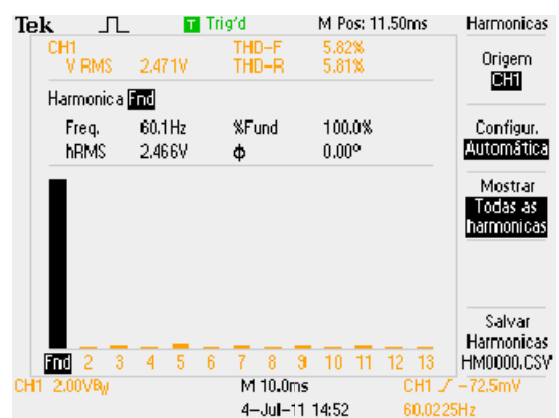 Tek T Trig'd M Pos: 11.50ms Harmonicas
CH1 THD-F 5.82%
V RMS 2.471V THD-R 5.81%
Origem
CH1
Harmonica Fnd
Freq. 60.1Hz %Fund 100.0%
hRMS 2.466V ϕ 0.00º
Configur.
Automática
Mostrar
Todas as
harmonicas
Salvar
Harmonicas
HM0000.CSV
Fnd 2 3 4 5 6 7 8 9 10 11 12 13
CH1 2.00VBW M 10.0ms CH1 -72.5mV
4-Jul-11 14:52 60.0225Hz